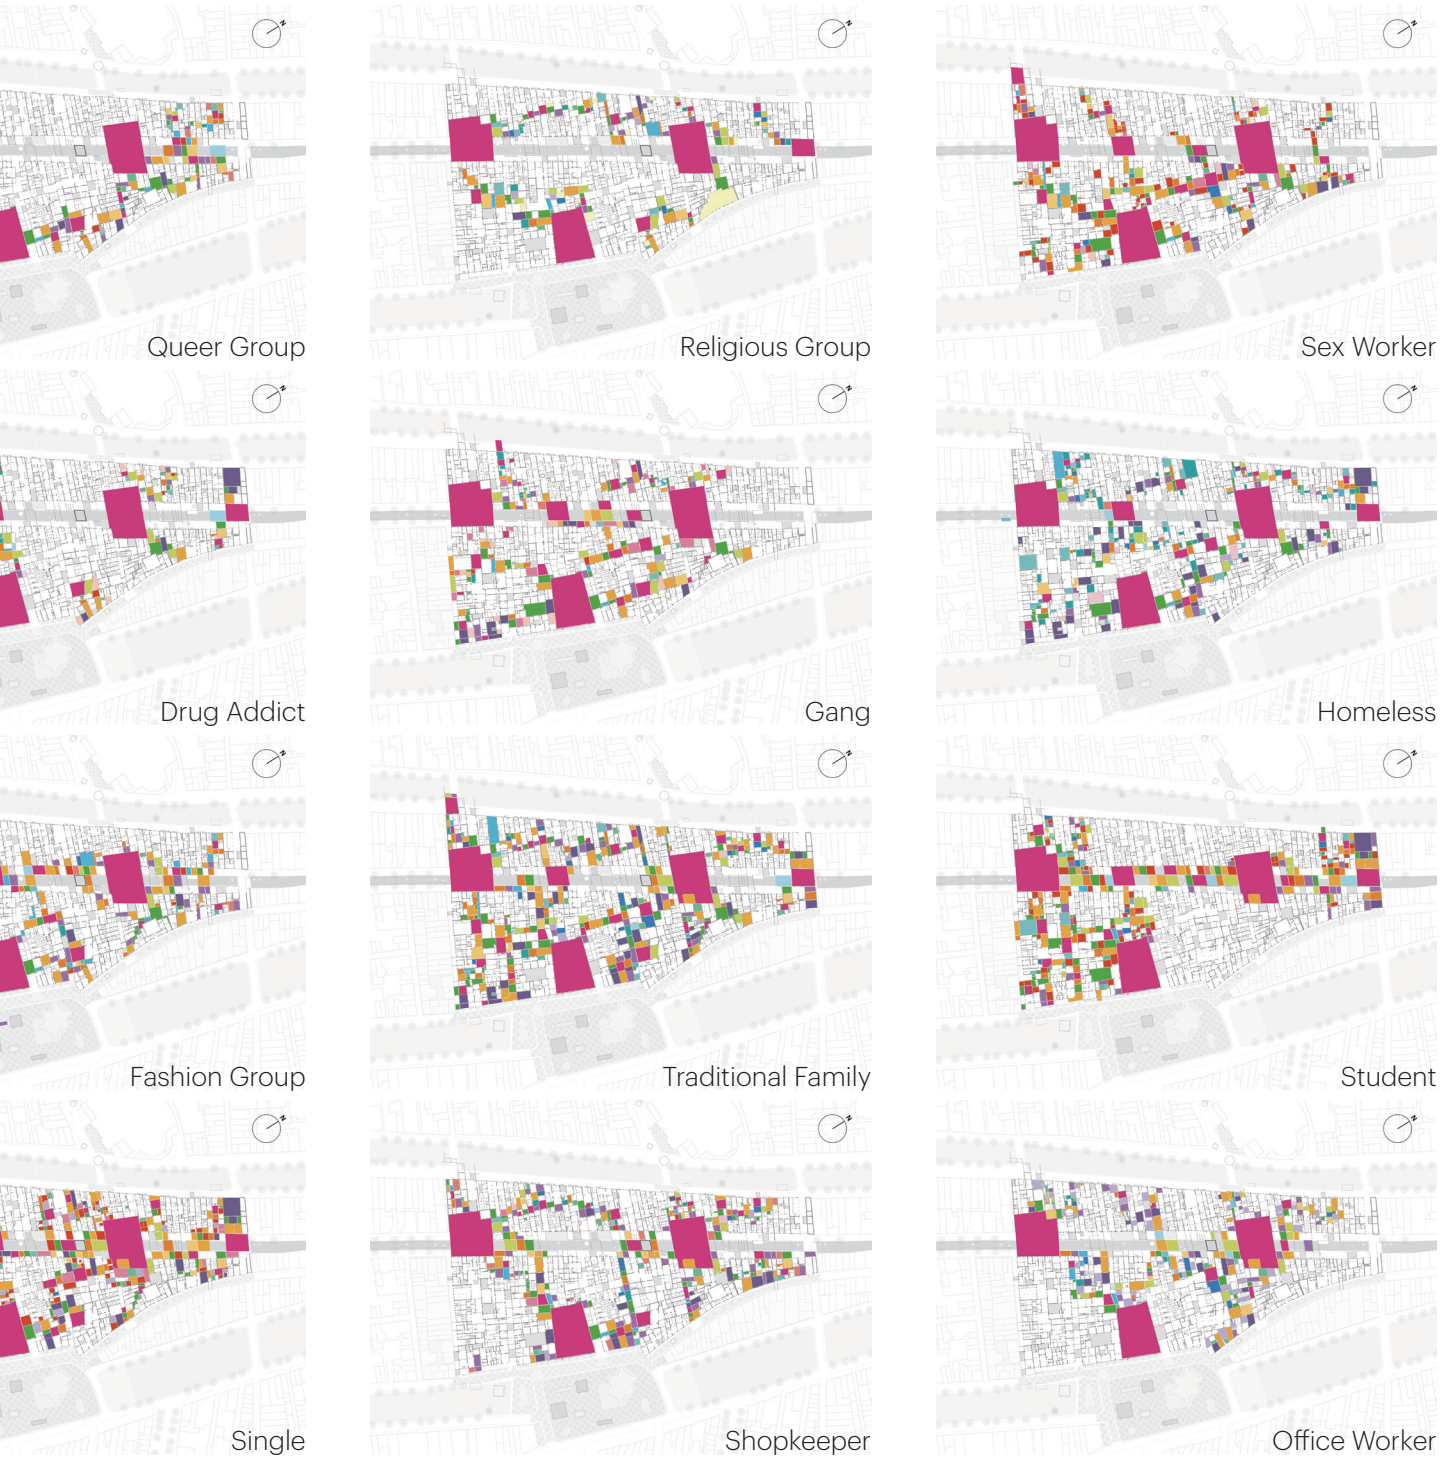 N
N
N
Queer Group
Religious Group
Sex Worker
N
N
N
Drug Addict
Gang
Homeless
N
N
N
Fashion Group
Traditional Family
Student
N
N
N
Single
Shopkeeper
Office Worker